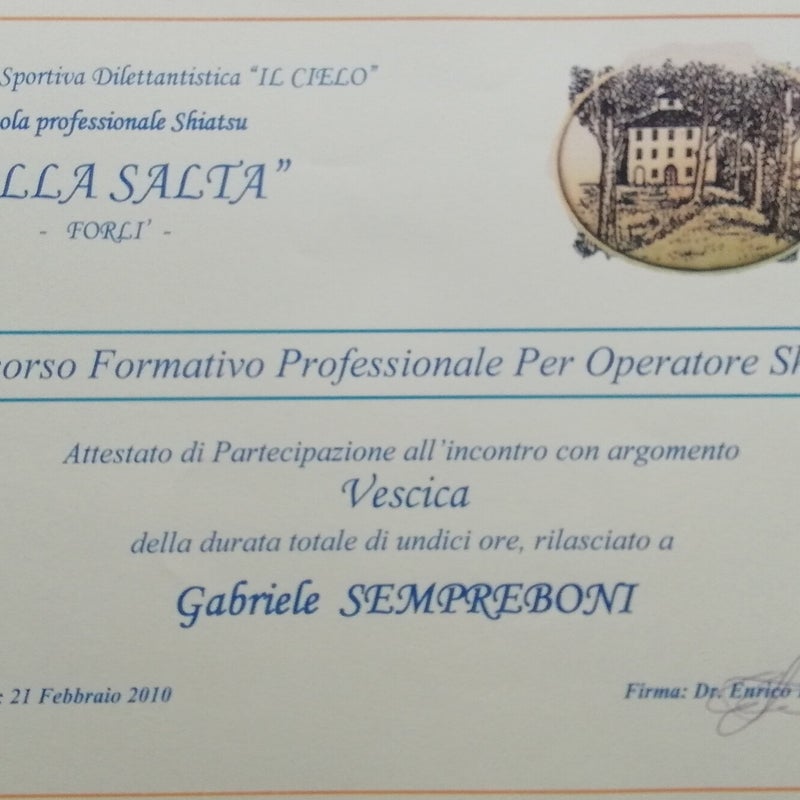 Sportiva Dilettantistica "IL CIELO"
ola professionale Shiatsu
LLA SALTA"
- FORLI' -
corso Formativo Professionale Per Operatore Sh
Attestato di Partecipazione all'incontro con argomento
Vescica
della durata totale di undici ore, rilasciato a
Gabriele SEMPREBONI
: 21 Febbraio 2010
Firma: Dr. Enrico